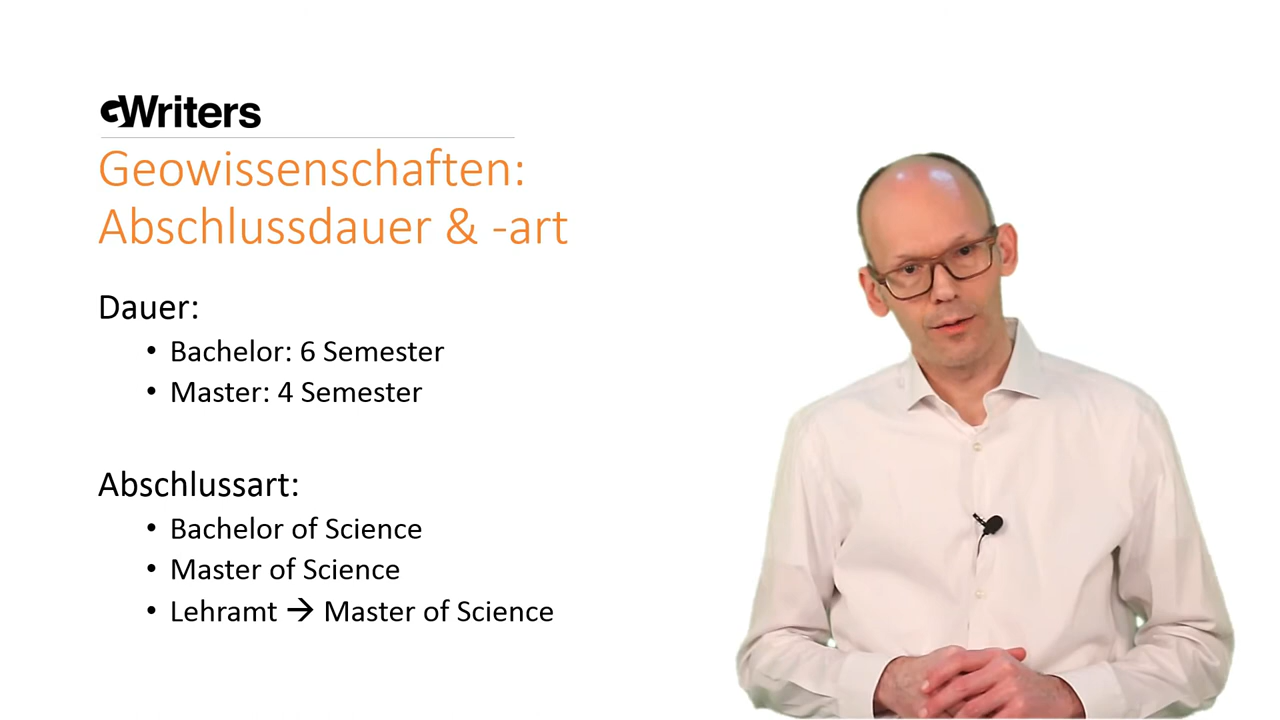 GWriters
Geowissenschaften:
Abschlussdauer & -art
Dauer:
• Bachelor: 6 Semester
• Master: 4 Semester
Abschlussart:
• Bachelor of Science
• Master of Science
• Lehramt → Master of Science